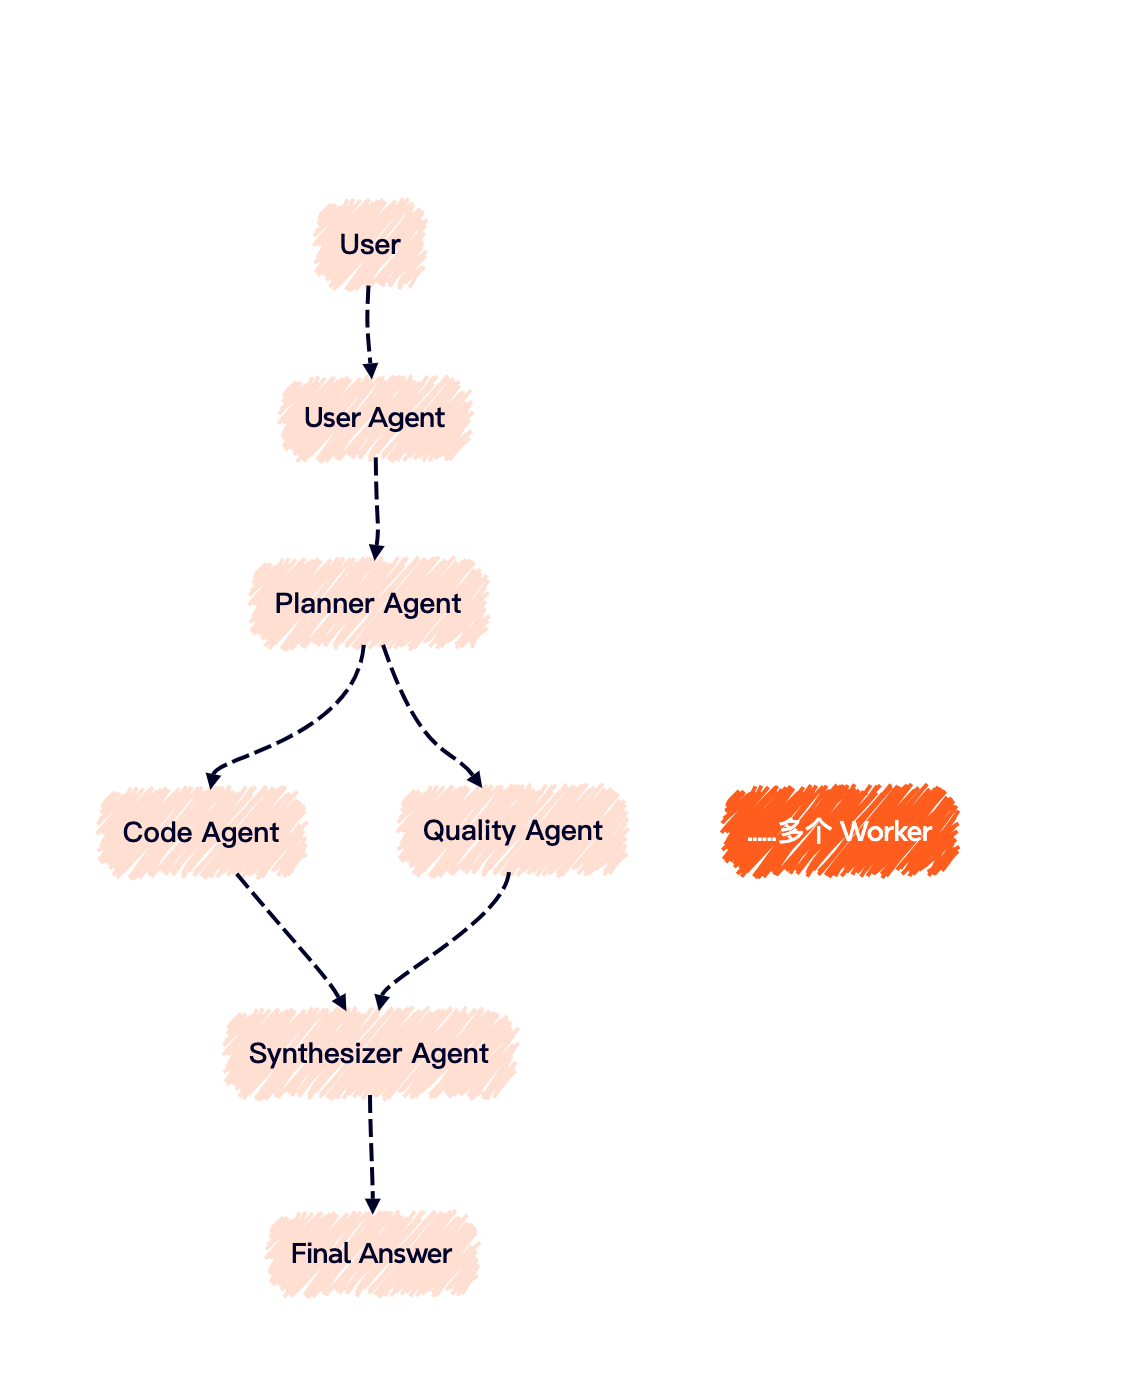 User
User Agent
Planner Agent
Code Agent
Quality Agent
......多个 Worker
Synthesizer Agent
Final Answer